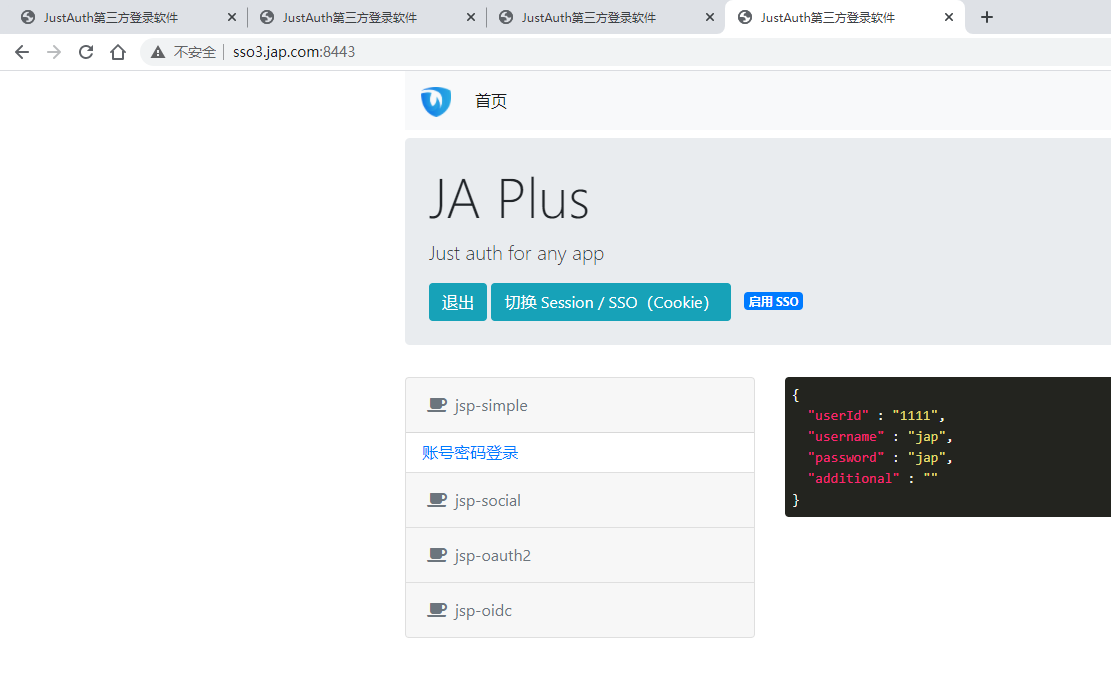 JustAuth第三方登录软件 JustAuth第三方登录软件 JustAuth第三方登录软件 JustAuth第三方登录软件
不安全 sso3.jap.com:8443
首页
JA Plus
Just auth for any app
退出 切换 Session / SSO（Cookie） 启用 SSO
jsp-simple
账号密码登录
jsp-social
jsp-oauth2
jsp-oidc
{
"userId" : "1111",
"username" : "jap",
"password" : "jap",
"additional" : ""
}